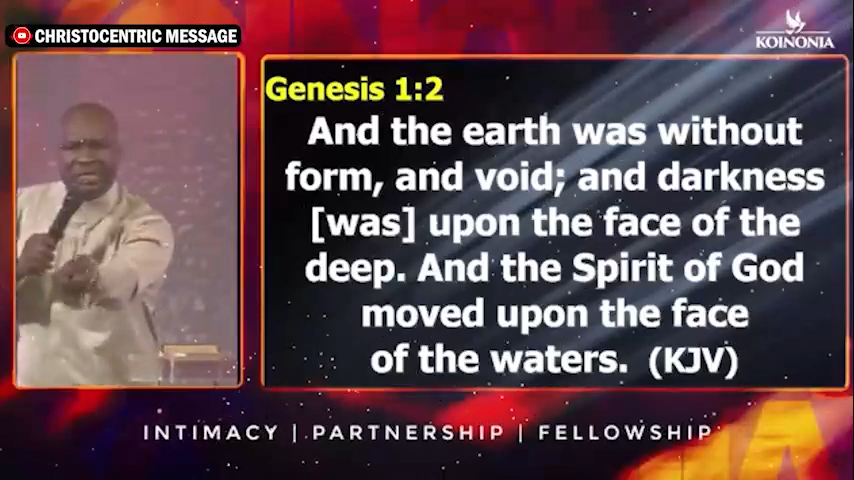 CHRISTOCENTRIC MESSAGE
KOINONIA
Genesis 1:2
And the earth was without
form, and void; and darkness
[was] upon the face of the
deep. And the Spirit of God
moved upon the face
of the waters. (KJV)
INTIMACY | PARTNERSHIP | FELLOWSHIP